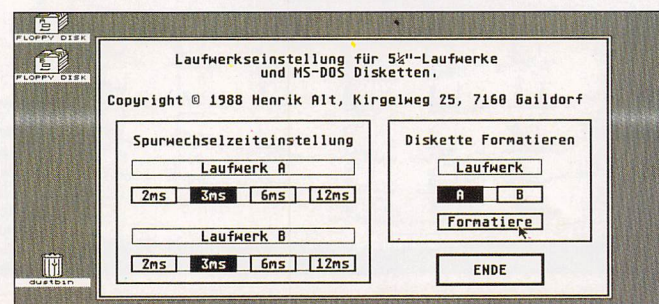 FLOPPY DISK
FLOPPY DISK
Laufwerkseinstellung für 5¼"-Laufwerke
und MS-DOS Disketten.
Copyright © 1988 Henrik Alt, Kirgelweg 25, 7160 Gaildorf
Spurwechselzeiteinstellung
Laufwerk A
2ms 3ms 6ms 12ms
Laufwerk B
2ms 3ms 6ms 12ms
Diskette Formatieren
Laufwerk
A B
Formatiere
ENDE
dustbin